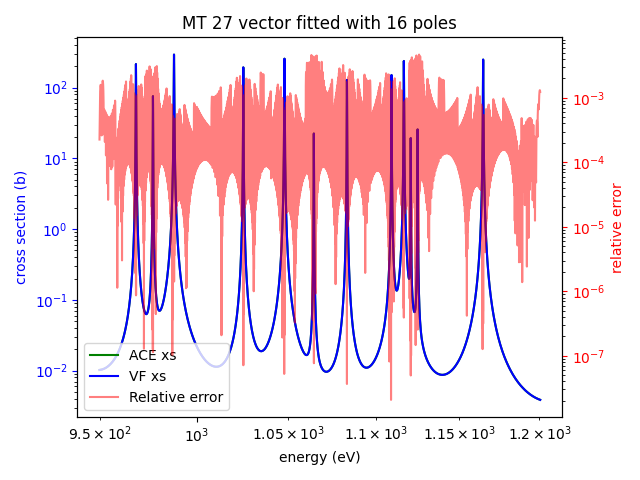 MT 27 vector fitted with 16 poles
cross section (b)
10²
10¹
10⁰
10⁻¹
10⁻²
10⁻³
10⁻⁴
10⁻⁵
10⁻⁶
10⁻⁷
relative error
ACE xs
VF xs
Relative error
9.5 × 10² 10³ 1.05 × 10³ 1.1 × 10³ 1.15 × 10³ 1.2 × 10³
energy (eV)